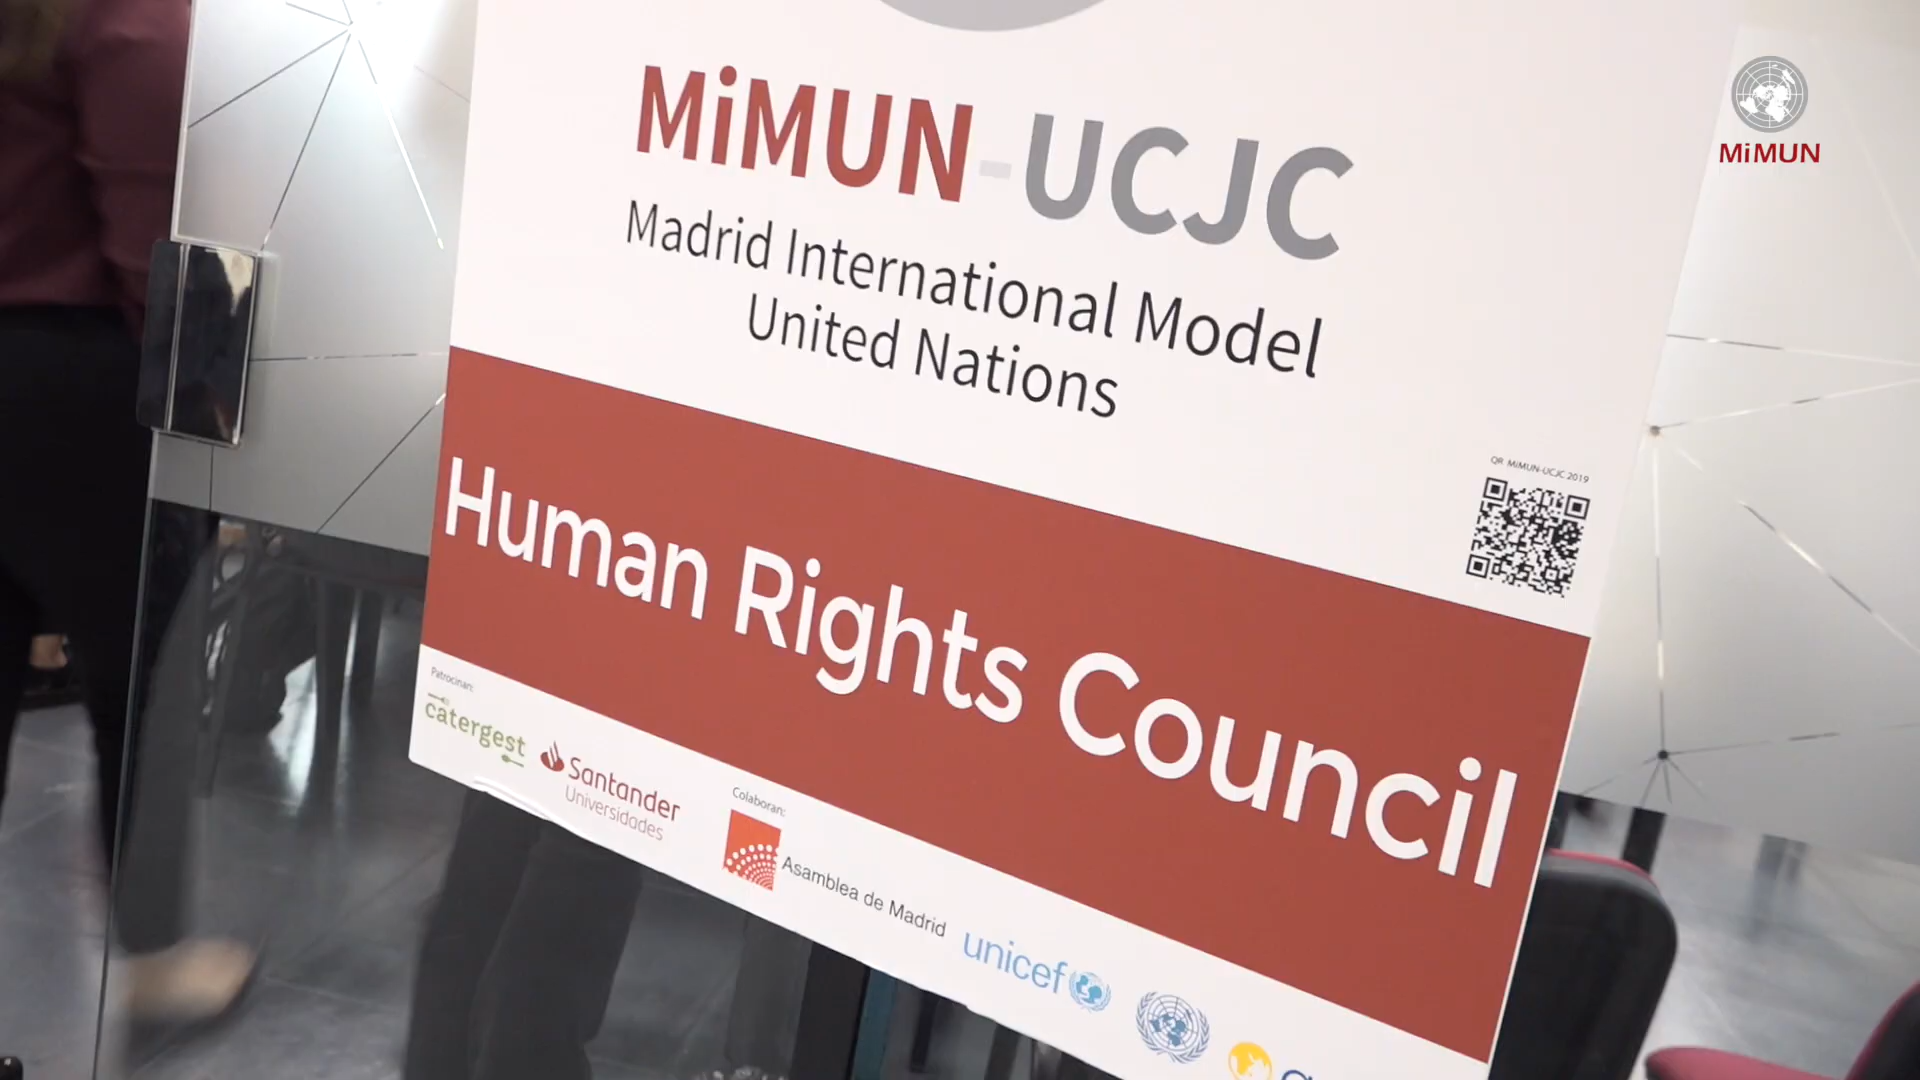 MiMUN-UCJC
Madrid International Model
United Nations
QR MiMUN-UCJC 2019
Human Rights Council
Patrocinan:
catergest
Santander
Universidades
Colaboran:
Asamblea de Madrid
unicef
MiMUN